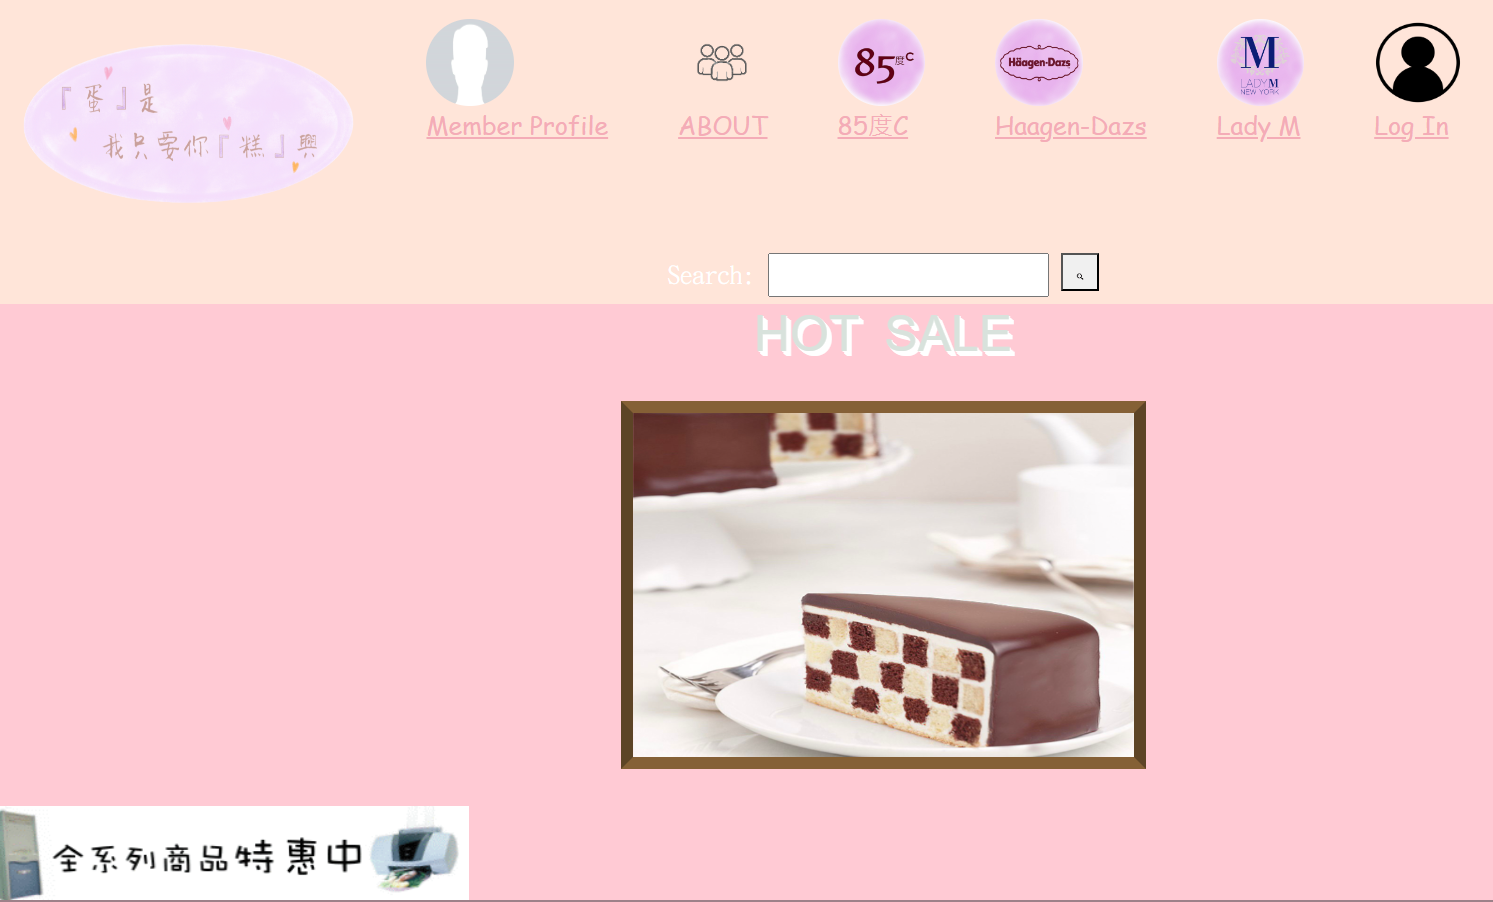 『蛋』是
我只要你『糕』興
Member Profile
ABOUT
85度C
85度C
Häagen-Dazs
Haagen-Dazs
M
LADY M
NEW YORK
Lady M
Log In
Search:
HOT SALE
全系列商品特惠中